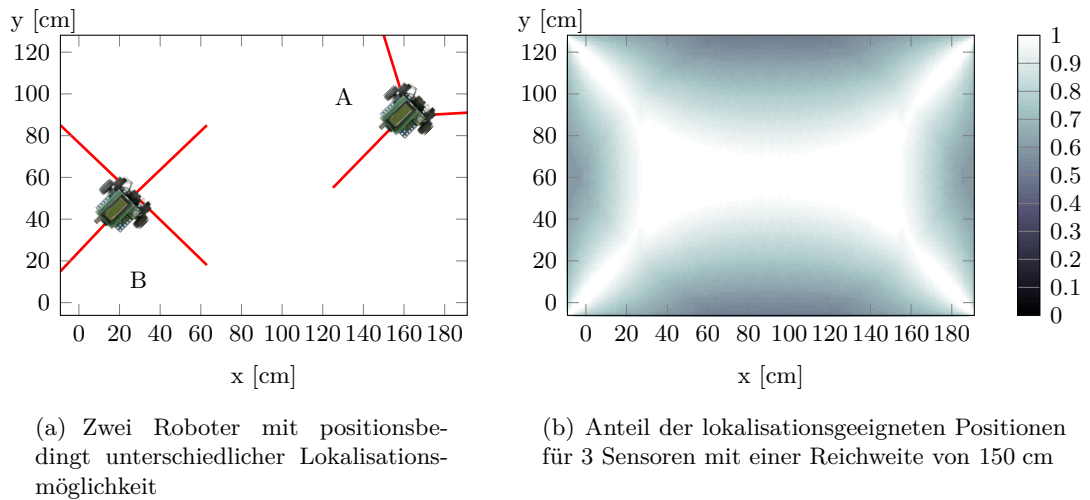 y [cm]
120
100
80
60
40
20
0
0 20 40 60 80 100 120 140 160 180
x [cm]
A
B
(a) Zwei Roboter mit positionsbe-
dingt unterschiedlicher Lokalisations-
möglichkeit
y [cm]
120
100
80
60
40
20
0
0 20 40 60 80 100 120 140 160 180
x [cm]
1
0.9
0.8
0.7
0.6
0.5
0.4
0.3
0.2
0.1
0
(b) Anteil der lokalisationsgeeigneten Positionen
für 3 Sensoren mit einer Reichweite von 150 cm